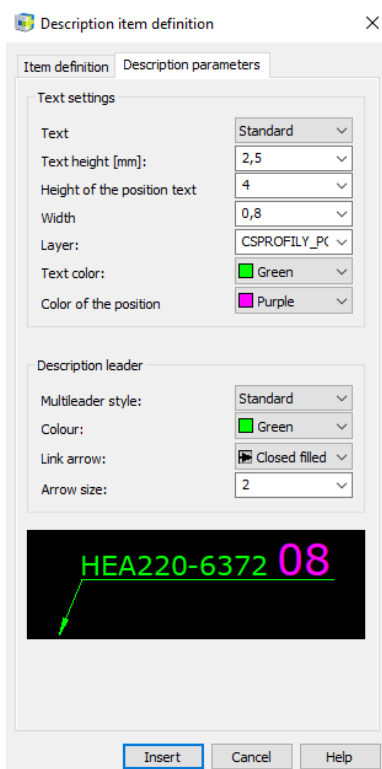 Description item definition
Item definition Description parameters
Text settings
Text Standard
Text height [mm]: 2,5
Height of the position text 4
Width 0,8
Layer: CSPROFILY_P(
Text color: Green
Color of the position Purple
Description leader
Multileader style: Standard
Colour: Green
Link arrow: Closed filled
Arrow size: 2
HEA220-6372 08
Insert Cancel Help